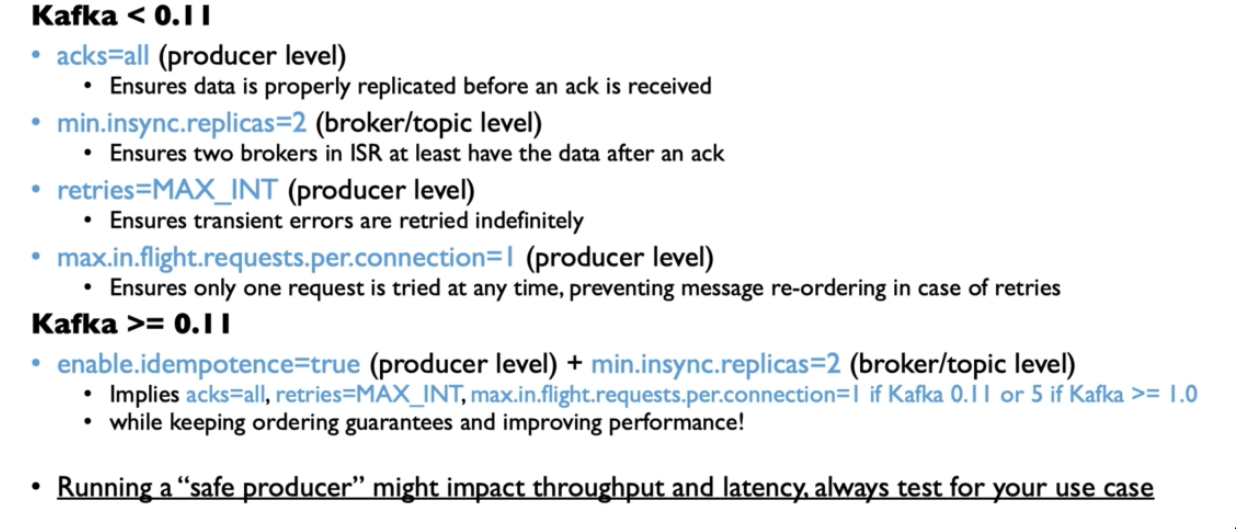 Kafka < 0.11
• acks=all (producer level)
• Ensures data is properly replicated before an ack is received
• min.insync.replicas=2 (broker/topic level)
• Ensures two brokers in ISR at least have the data after an ack
• retries=MAX_INT (producer level)
• Ensures transient errors are retried indefinitely
• max.in.flight.requests.per.connection=1 (producer level)
• Ensures only one request is tried at any time, preventing message re-ordering in case of retries
Kafka >= 0.11
• enable.idempotence=true (producer level) + min.insync.replicas=2 (broker/topic level)
• Implies acks=all, retries=MAX_INT, max.in.flight.requests.per.connection=1 if Kafka 0.11 or 5 if Kafka >= 1.0
• while keeping ordering guarantees and improving performance!
• Running a “safe producer” might impact throughput and latency, always test for your use case